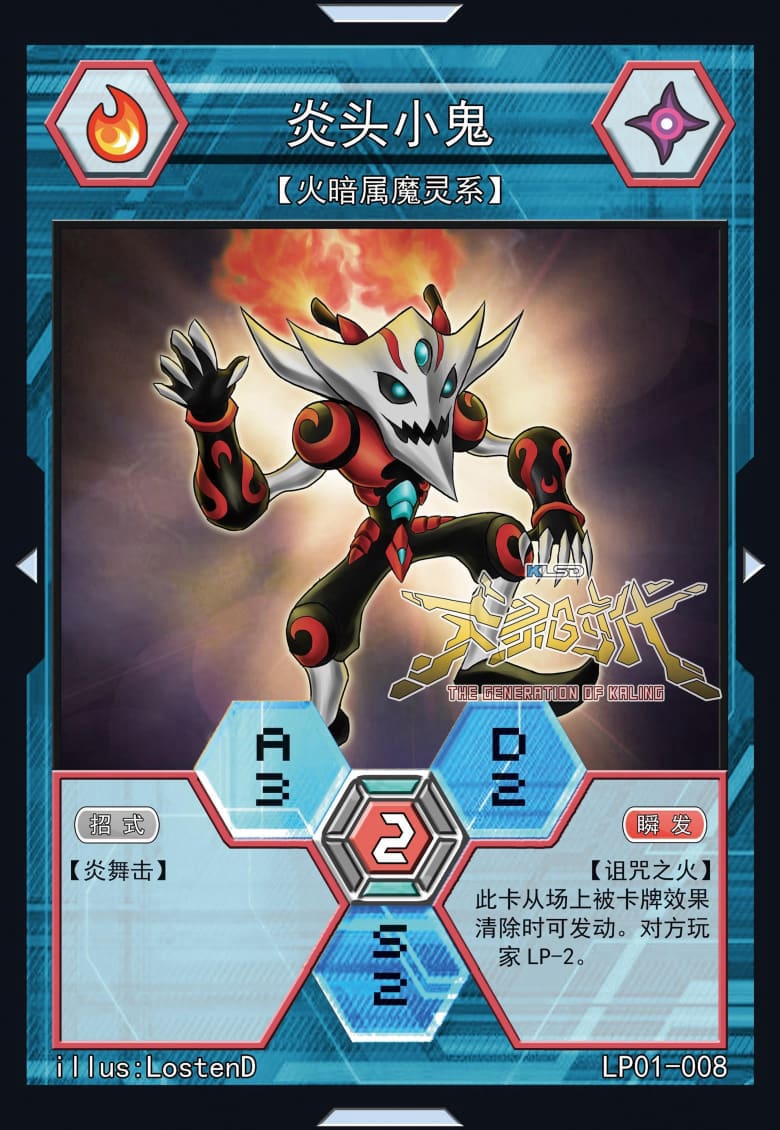 炎头小鬼
【火暗属魔灵系】
KLSD
THE GENERATION OF KALING
A
3
D
2
2
S
2
招式
【炎舞击】
瞬发
【诅咒之火】
此卡从场上被卡牌效果
清除时可发动。对方玩
家LP-2。
illus:LostenD
LP01-008